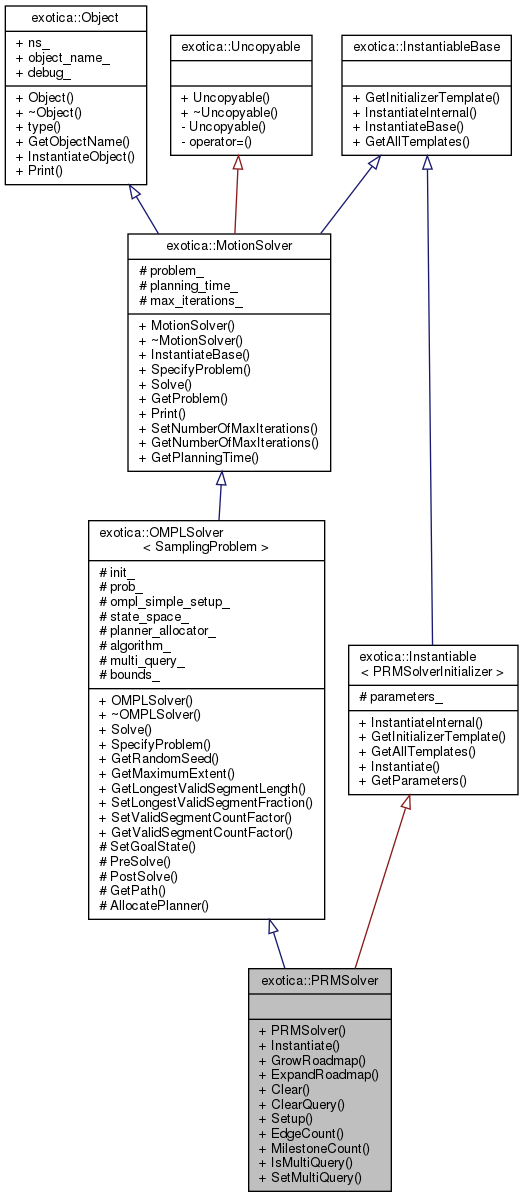 exotica::Object
+ ns_
+ object_name_
+ debug_
+ Object()
+ ~Object()
+ type()
+ GetObjectName()
+ InstantiateObject()
+ Print()
exotica::Uncopyable
+ Uncopyable()
+ ~Uncopyable()
- Uncopyable()
- operator=()
exotica::InstantiableBase
+ GetInitializerTemplate()
+ InstantiateInternal()
+ InstantiateBase()
+ GetAllTemplates()
exotica::MotionSolver
# problem_
# planning_time_
# max_iterations_
+ MotionSolver()
+ ~MotionSolver()
+ InstantiateBase()
+ SpecifyProblem()
+ Solve()
+ GetProblem()
+ Print()
+ SetNumberOfMaxIterations()
+ GetNumberOfMaxIterations()
+ GetPlanningTime()
exotica::OMPLSolver
< SamplingProblem >
# init_
# prob_
# ompl_simple_setup_
# state_space_
# planner_allocator_
# algorithm_
# multi_query_
# bounds_
+ OMPLSolver()
+ ~OMPLSolver()
+ Solve()
+ SpecifyProblem()
+ GetRandomSeed()
+ GetMaximumExtent()
+ GetLongestValidSegmentLength()
+ SetLongestValidSegmentFraction()
+ SetValidSegmentCountFactor()
+ GetValidSegmentCountFactor()
# SetGoalState()
# PreSolve()
# PostSolve()
# GetPath()
# AllocatePlanner()
exotica::Instantiable
< PRMSolverInitializer >
# parameters_
+ InstantiateInternal()
+ GetInitializerTemplate()
+ GetAllTemplates()
+ Instantiate()
+ GetParameters()
exotica::PRMSolver
+ PRMSolver()
+ Instantiate()
+ GrowRoadmap()
+ ExpandRoadmap()
+ Clear()
+ ClearQuery()
+ Setup()
+ EdgeCount()
+ MilestoneCount()
+ IsMultiQuery()
+ SetMultiQuery()